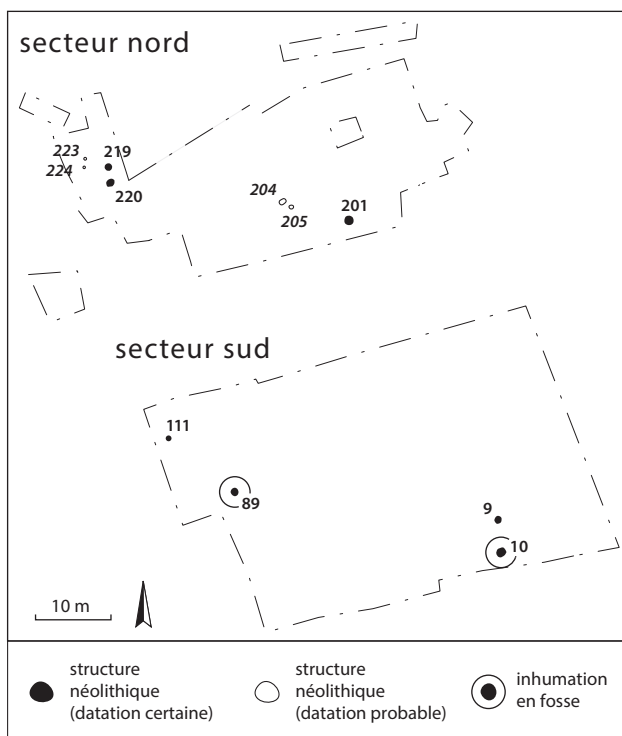 secteur nord
223
219
224
220
204
205
201
secteur sud
111
89
9
10
10 m
structure
néolithique
(datation certaine)
structure
néolithique
(datation probable)
inhumation
en fosse